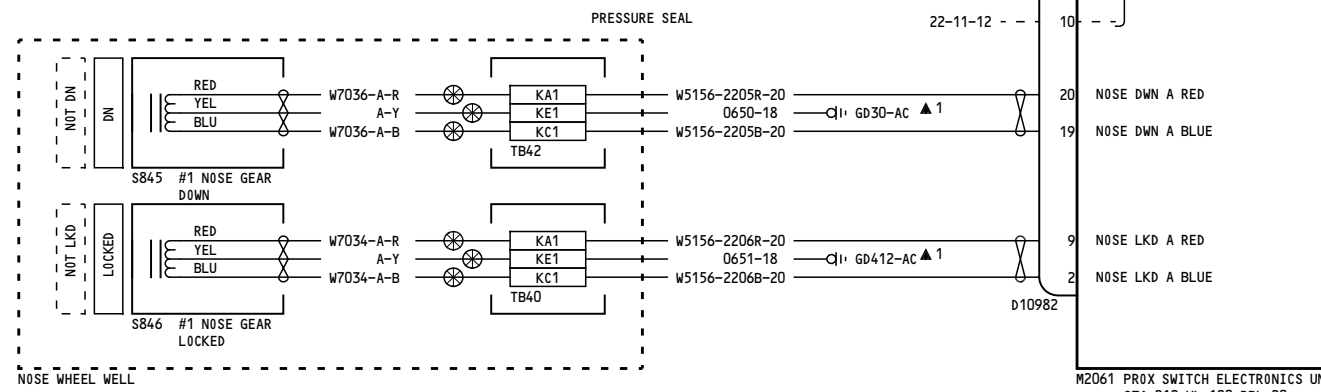 PRESSURE SEAL
22-11-12
10
NOT DN
DN
RED
YEL
BLU
W7036-A-R
A-Y
W7036-A-B
KA1
KE1
KC1
TB42
W5156-2205R-20
0650-18
W5156-2205B-20
GD30-AC
1
20
NOSE DWN A RED
19
NOSE DWN A BLUE
S845 #1 NOSE GEAR
DOWN
NOT LKD
LOCKED
RED
YEL
BLU
W7034-A-R
A-Y
W7034-A-B
KA1
KE1
KC1
TB40
W5156-2206R-20
0651-18
W5156-2206B-20
GD412-AC
1
9
NOSE LKD A RED
2
NOSE LKD A BLUE
D10982
S846 #1 NOSE GEAR
LOCKED
NOSE WHEEL WELL
M2061 PROX SWITCH ELECTRONICS